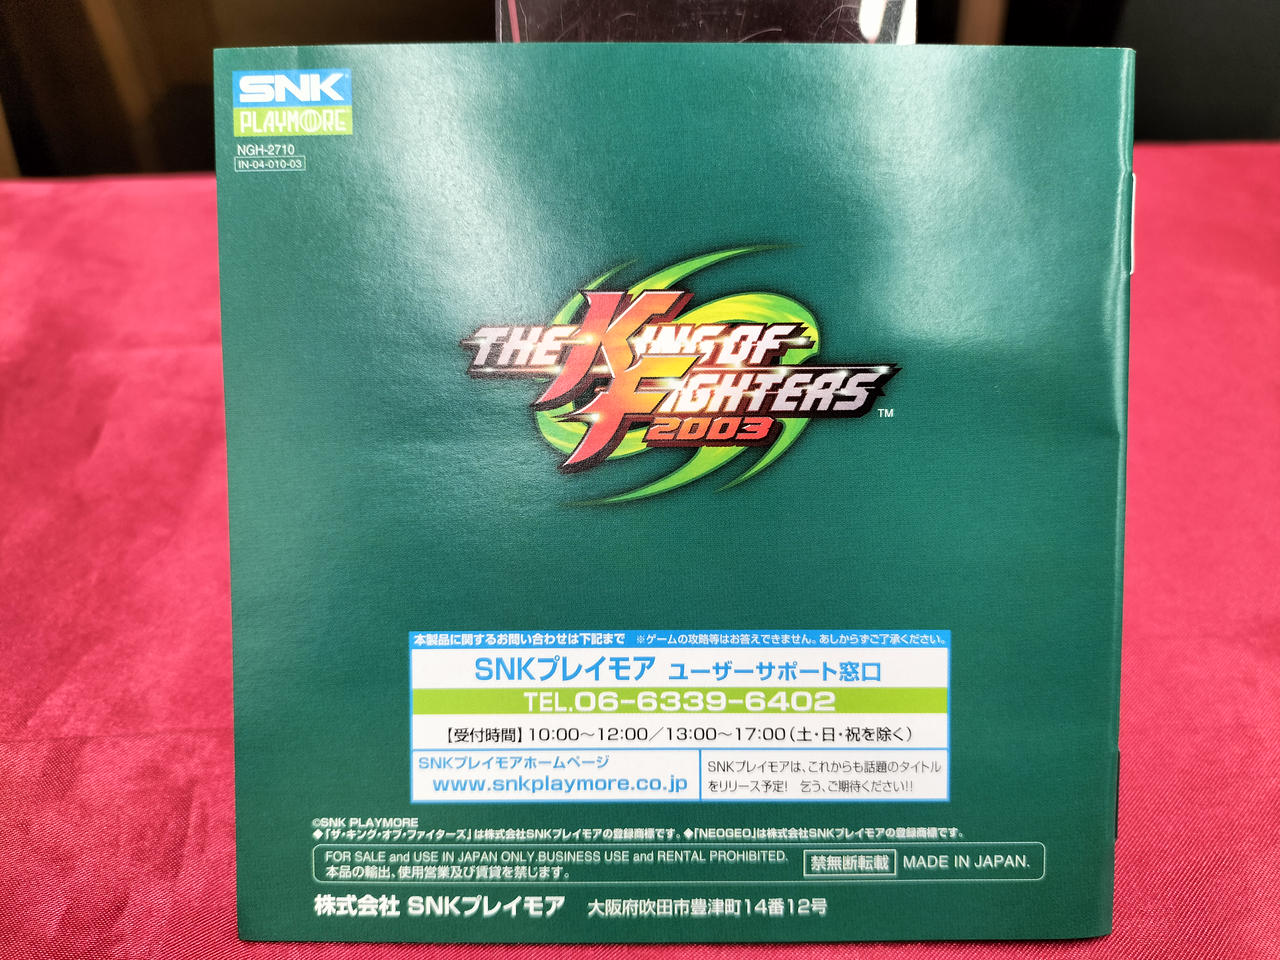 SNK
PLAYMORE
NGH-2710
IN-04-010-03
THE KING OF
FIGHTERS
2003
TM
本製品に関するお問い合わせは下記まで ※ゲームの攻略等はお答えできません。あしからずご了承ください。
SNKプレイモア ユーザーサポート窓口
TEL.06-6339-6402
【受付時間】10:00〜12:00/13:00〜17:00(土・日・祝を除く)
SNKプレイモアホームページ
www.snkplaymore.co.jp
SNKプレイモアは、これからも話題のタイトル
をリリース予定! 乞う、ご期待ください!!
©SNK PLAYMORE
◆「ザ・キング・オブ・ファイターズ」は株式会社SNKプレイモアの登録商標です。◆「NEOGEO」は株式会社SNKプレイモアの登録商標です。
FOR SALE and USE IN JAPAN ONLY.BUSINESS USE and RENTAL PROHIBITED.
本品の輸出、使用営業及び賃貸を禁じます。
禁無断転載 MADE IN JAPAN.
株式会社 SNKプレイモア 大阪府吹田市豊津町14番12号